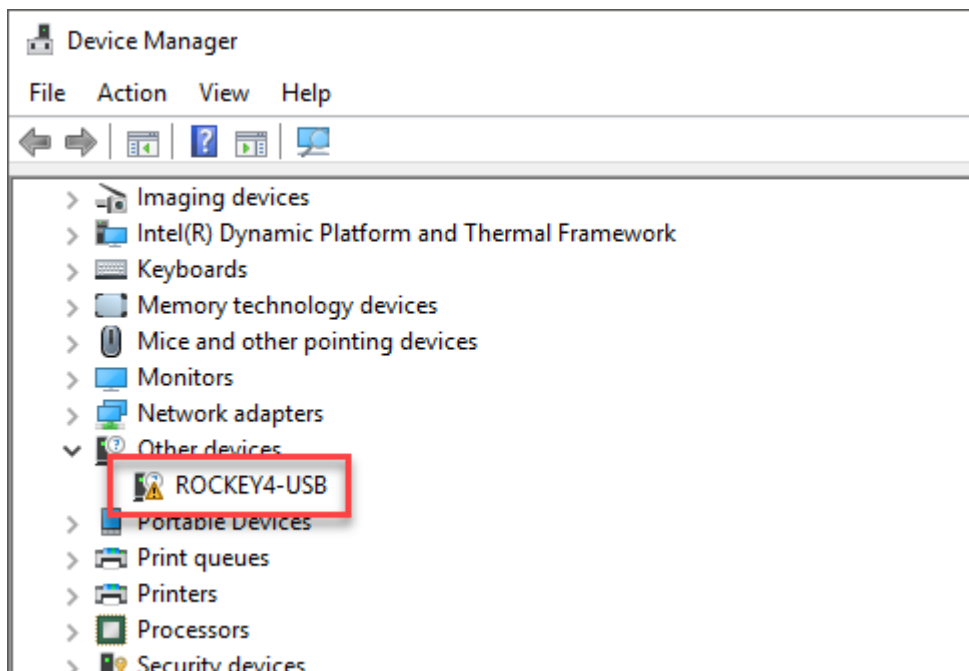 Device Manager
File Action View Help
Imaging devices
Intel(R) Dynamic Platform and Thermal Framework
Keyboards
Memory technology devices
Mice and other pointing devices
Monitors
Network adapters
Other devices
ROCKEY4-USB
Portable Devices
Print queues
Printers
Processors
Security devices